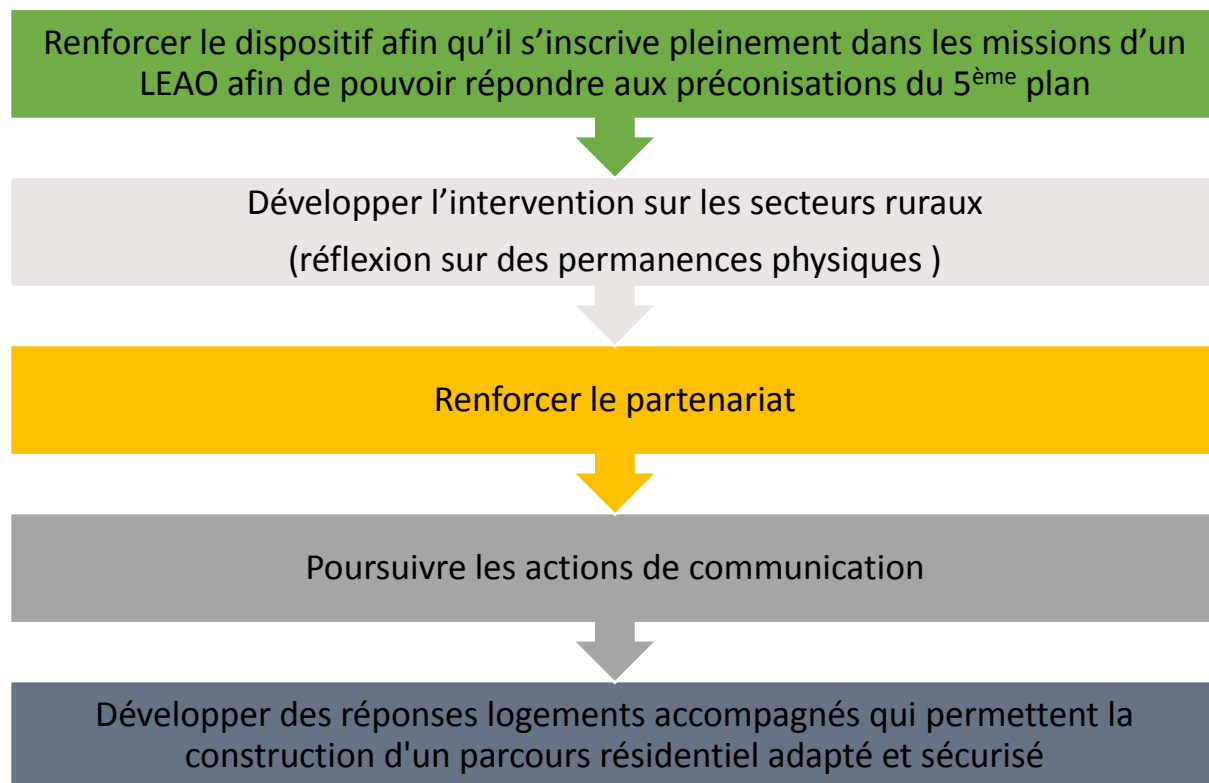 Renforcer le dispositif afin qu’il s’inscrive pleinement dans les missions d’un
LEAO afin de pouvoir répondre aux préconisations du 5ème plan
Développer l’intervention sur les secteurs ruraux
(réflexion sur des permanences physiques )
Renforcer le partenariat
Poursuivre les actions de communication
Développer des réponses logements accompagnés qui permettent la
construction d'un parcours résidentiel adapté et sécurisé